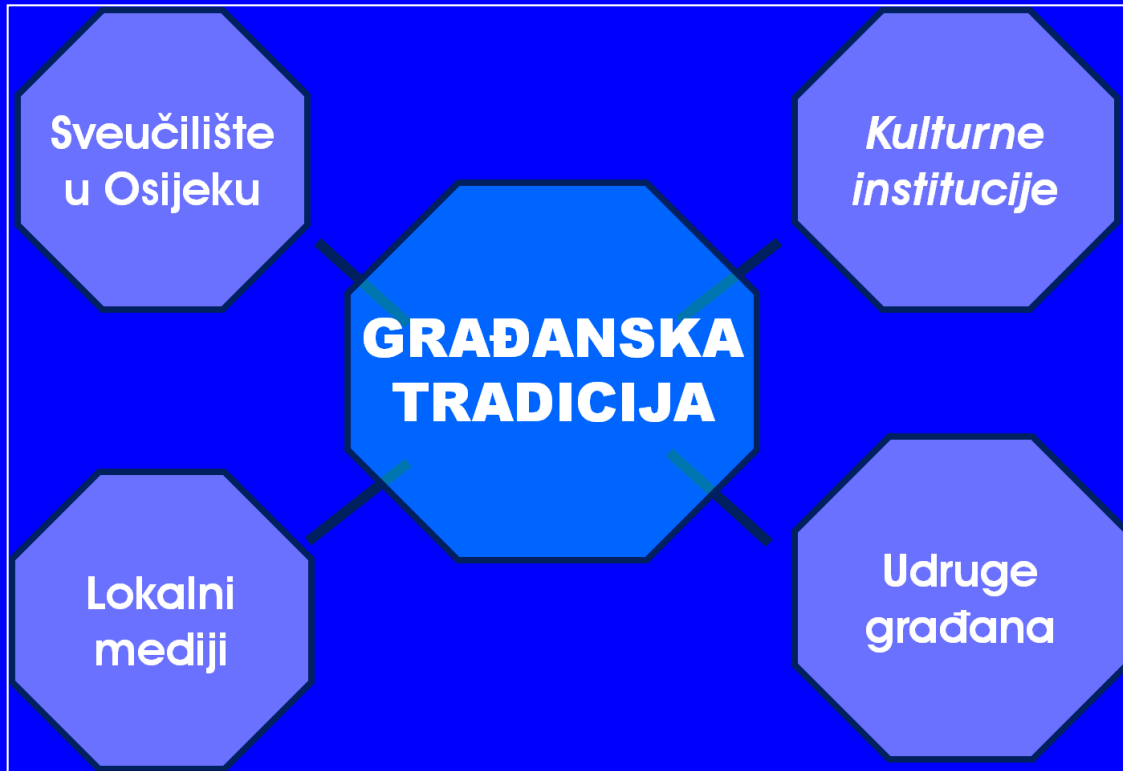 Sveučilište
u Osijeku
Kulturne
institucije
GRAĐANSKA
TRADICIJA
Lokalni
mediji
Udruge
građana